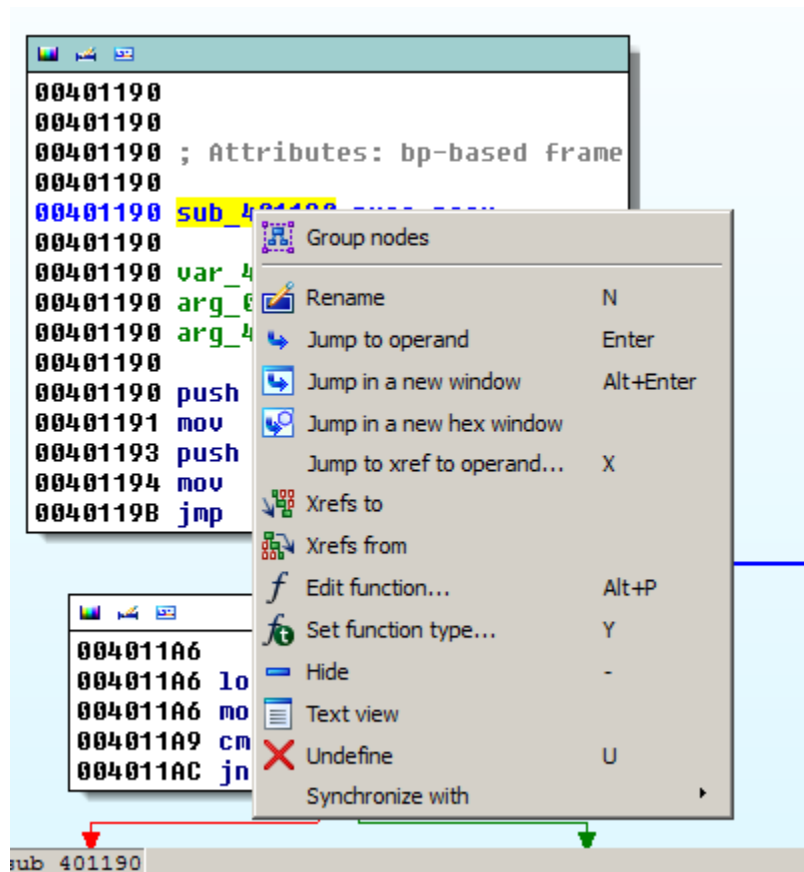 00401190
00401190
00401190 ; Attributes: bp-based frame
00401190
00401190 sub_401190
00401190
00401190 var_4
00401190 arg_0
00401190 arg_4
00401190
00401190 push
00401191 mov
00401193 push
00401194 mov
0040119B jmp
Group nodes
Rename N
Jump to operand Enter
Jump in a new window Alt+Enter
Jump in a new hex window
Jump to xref to operand... X
Xrefs to
Xrefs from
Edit function... Alt+P
Set function type... Y
Hide -
Text view
Undefine U
Synchronize with
004011A6
004011A6 lo
004011A6 mo
004011A9 cm
004011AC jn
sub_401190